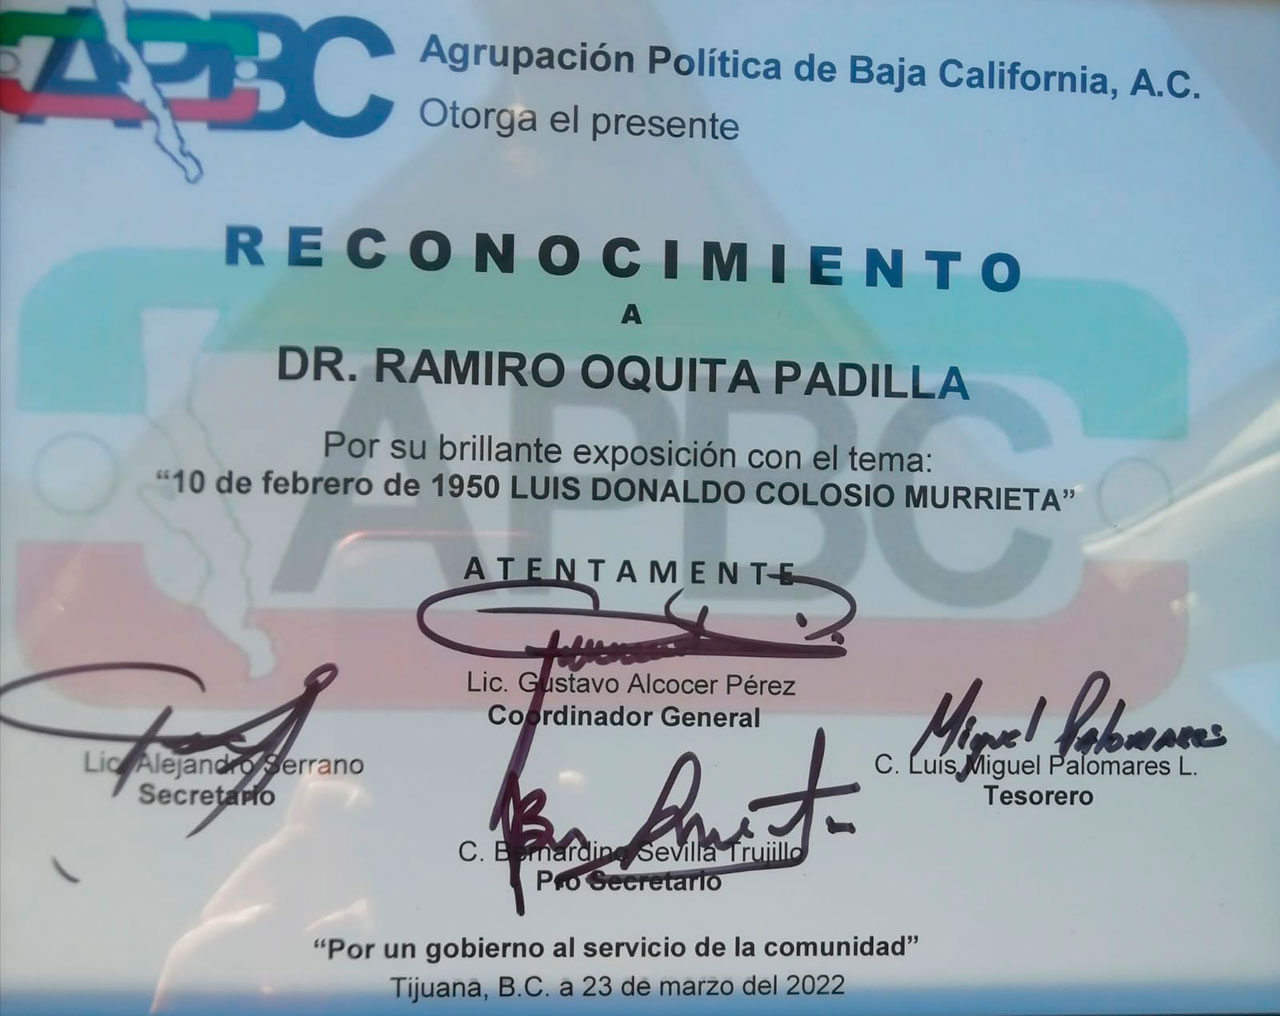 APBC
Agrupación Política de Baja California, A.C.
Otorga el presente
RECONOCIMIENTO
A
DR. RAMIRO OQUITA PADILLA
Por su brillante exposición con el tema:
“10 de febrero de 1950 LUIS DONALDO COLOSIO MURRIETA”
APBC
ATENTAMENTE
Lic. Gustavo Alcocer Pérez
Coordinador General
Miguel Palomares
Lic. Alejandro Serrano
Secretario
C. Luis Miguel Palomares L.
Tesorero
C. Bernardino Sevilla Trujillo
Pro Secretario
“Por un gobierno al servicio de la comunidad”
Tijuana, B.C. a 23 de marzo del 2022